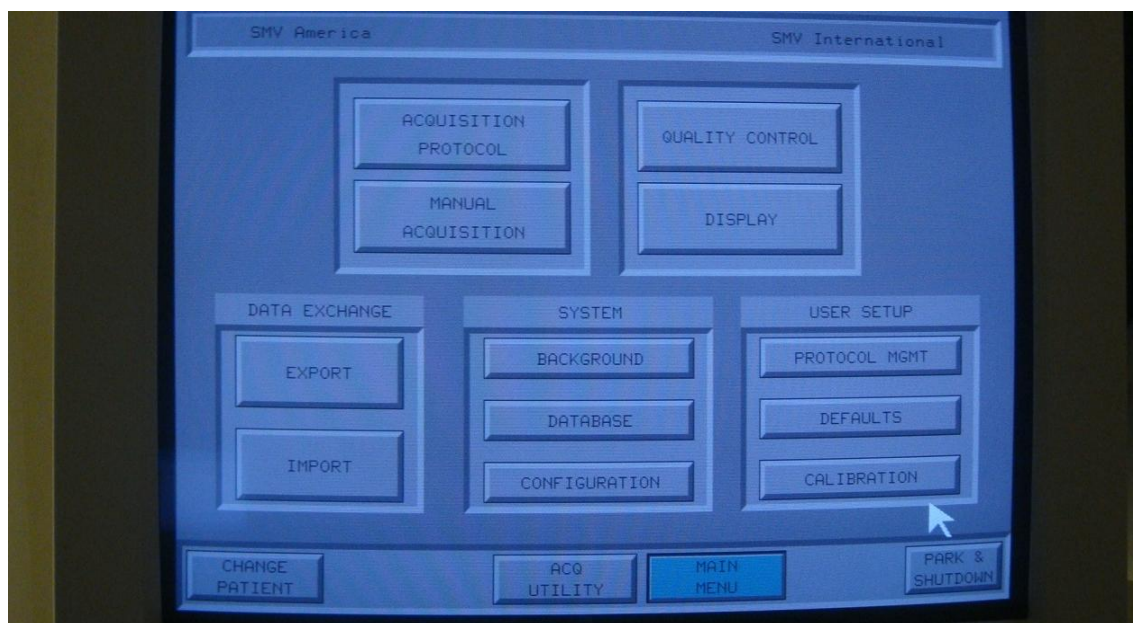 SMV America
SMV International
ACQUISITION
PROTOCOL
MANUAL
ACQUISITION
QUALITY CONTROL
DISPLAY
DATA EXCHANGE
EXPORT
IMPORT
SYSTEM
BACKGROUND
DATABASE
CONFIGURATION
USER SETUP
PROTOCOL MGMT
DEFAULTS
CALIBRATION
CHANGE
PATIENT
ACQ
UTILITY
MAIN
MENU
PARK &
SHUTDOWN